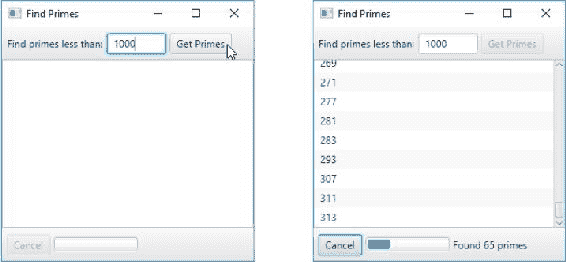 Find Primes
Find primes less than: 1000 Get Primes
Cancel
Find Primes
Find primes less than: 1000 Get Primes
269
271
277
281
283
293
307
311
313
Cancel Found 65 primes